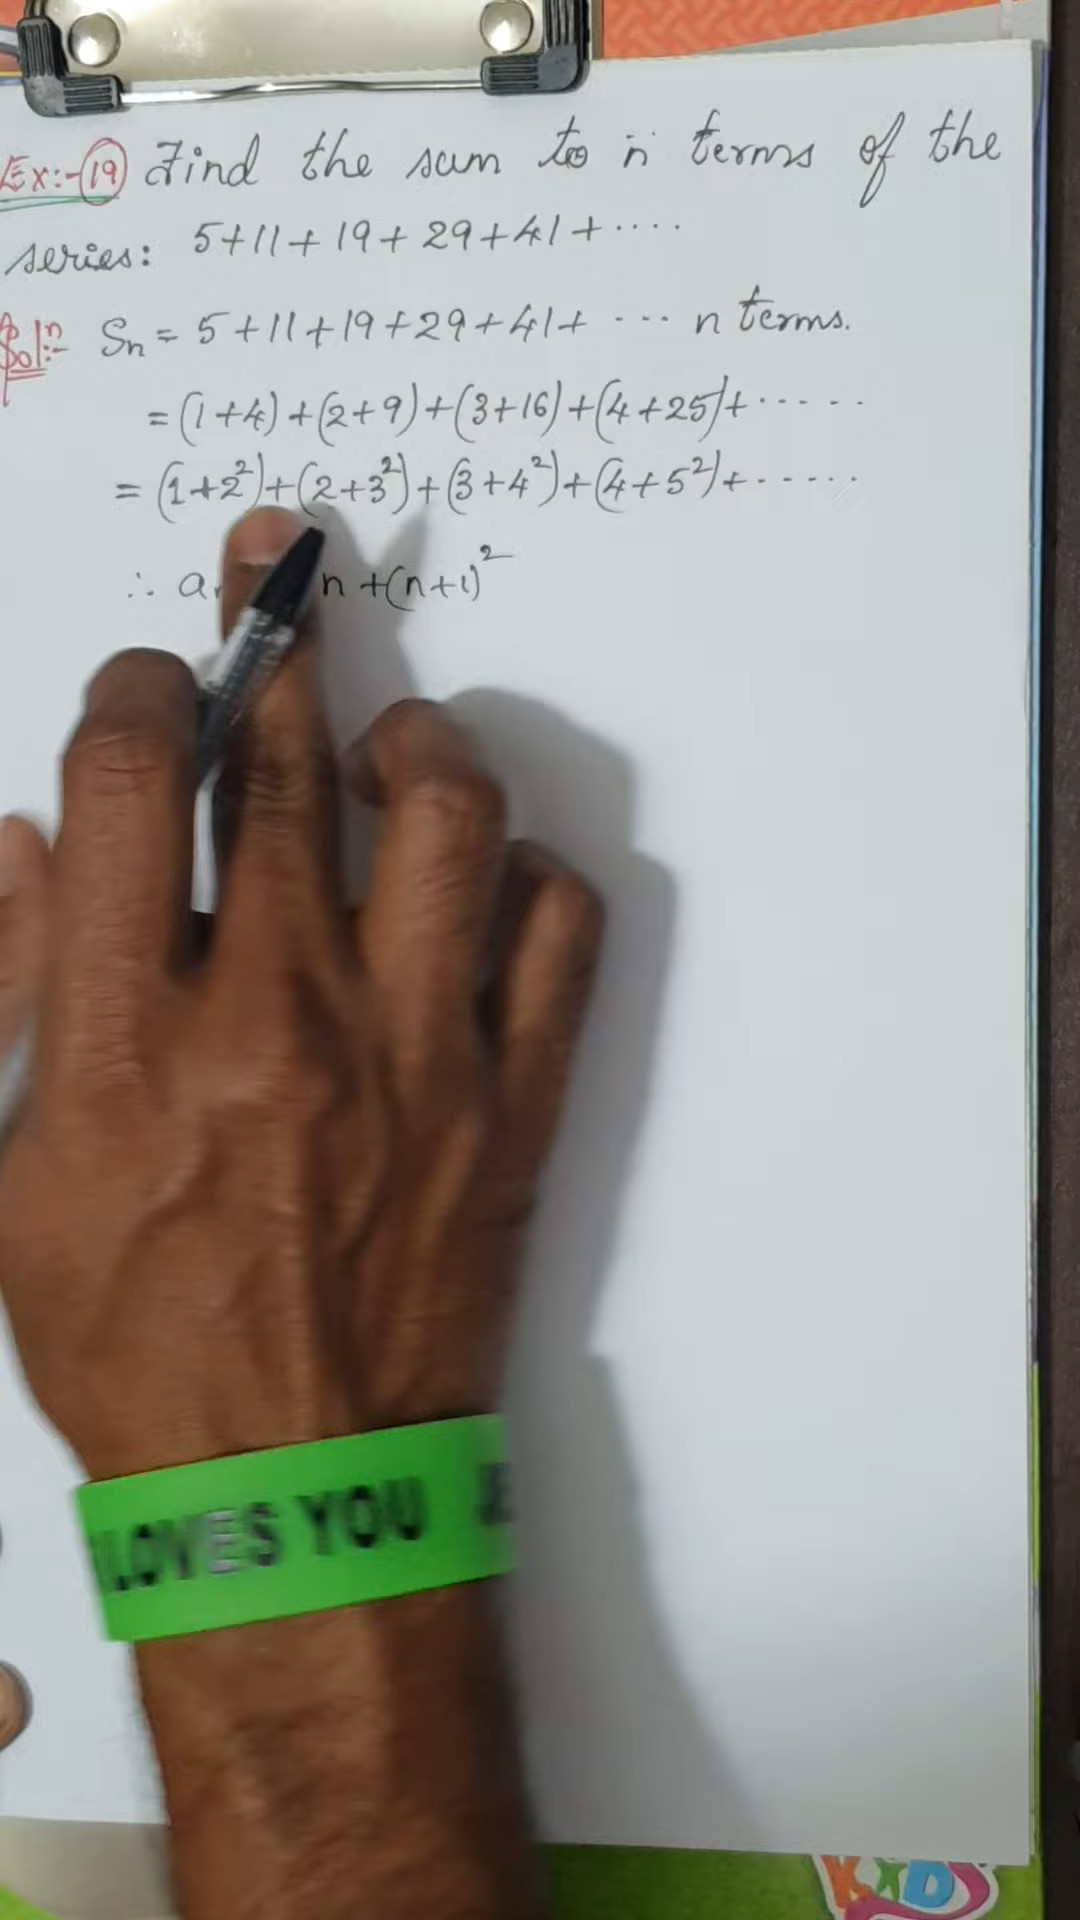 Ex:-(19) Find the sum to n terms of the
series: 5+11+19+29+41+....
Solⁿ:- Sn = 5+11+19+29+41+ ... n terms.
= (1+4)+(2+9)+(3+16)+(4+25)+.....
= (1+2²)+(2+3²)+(3+4²)+(4+5²)+.....
∴ an n+(n+1)²
LOVES YOU
KiDS